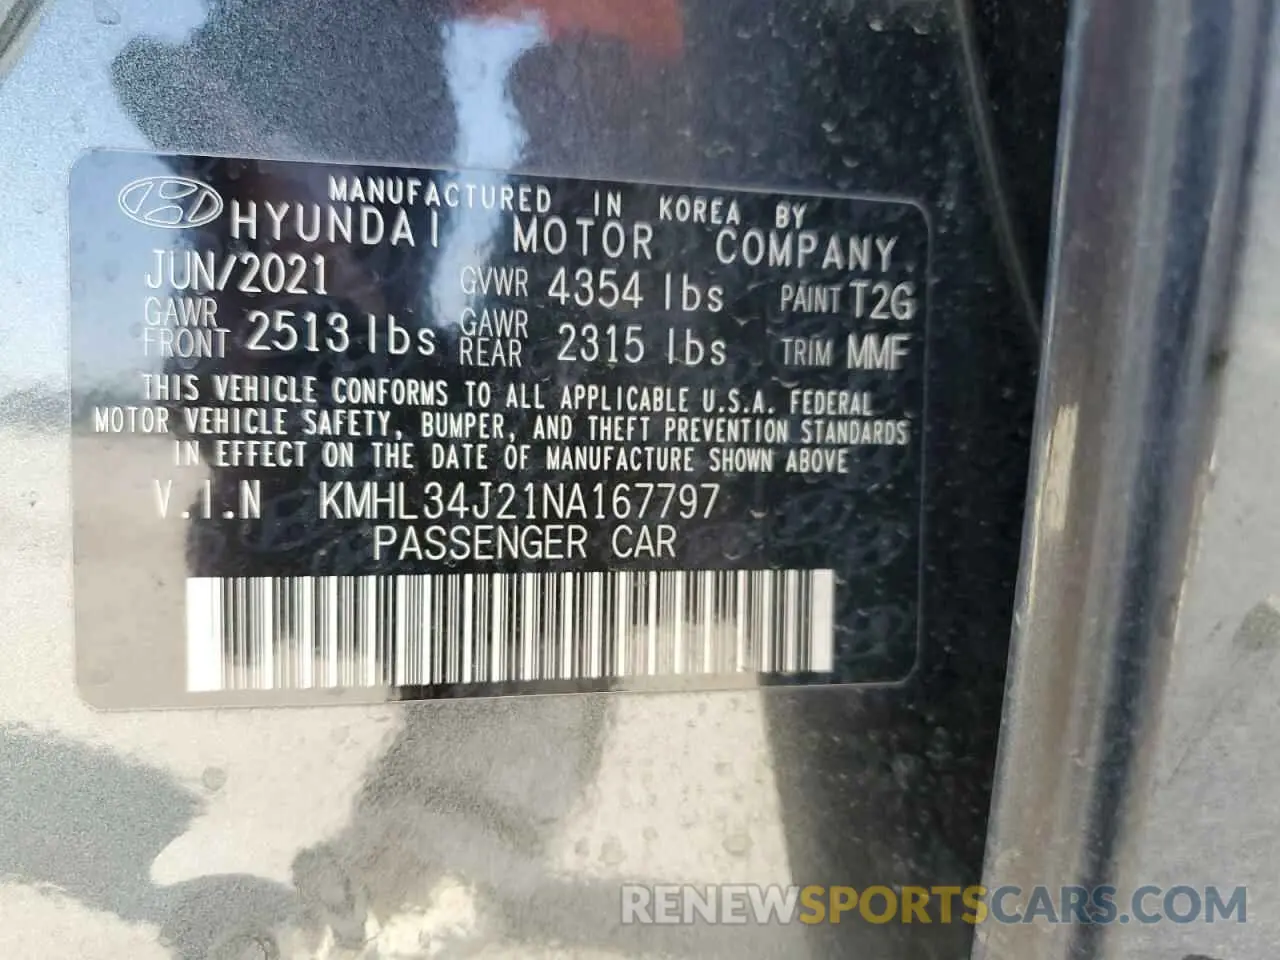 MANUFACTURED IN KOREA BY
HYUNDAI MOTOR COMPANY
JUN/2021 GVWR 4354 lbs PAINT T2G
GAWR FRONT 2513 lbs GAWR REAR 2315 lbs TRIM MMF
THIS VEHICLE CONFORMS TO ALL APPLICABLE U.S.A. FEDERAL
MOTOR VEHICLE SAFETY, BUMPER, AND THEFT PREVENTION STANDARDS
IN EFFECT ON THE DATE OF MANUFACTURE SHOWN ABOVE
V.I.N KMHL34J21NA167797
PASSENGER CAR
RENEWSPORTSCARS.COM